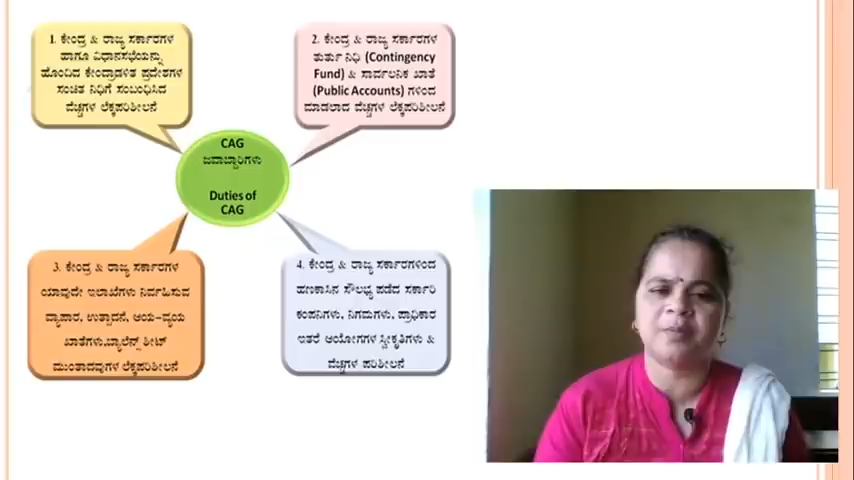 1. ಕೇಂದ್ರ & ರಾಜ್ಯ ಸರ್ಕಾರಗಳ
ಹಾಗೂ ವಿಧಾನಸಭೆಯನ್ನು
ಹೊಂದಿದ ಕೇಂದ್ರಾಡಳಿತ ಪ್ರದೇಶಗಳ
ಸಂಚಿತ ನಿಧಿಗೆ ಸಂಬಂಧಿಸಿದ
ವೆಚ್ಚಗಳ ಲೆಕ್ಕಪರಿಶೀಲನೆ
2. ಕೇಂದ್ರ & ರಾಜ್ಯ ಸರ್ಕಾರಗಳ
ತುರ್ತು ನಿಧಿ (Contingency
Fund) & ಸಾರ್ವಜನಿಕ ಖಾತೆ
(Public Accounts) ಗಳಿಂದ
ಮಾಡಲಾದ ವೆಚ್ಚಗಳ ಲೆಕ್ಕಪರಿಶೀಲನೆ
CAG
ಜವಾಬ್ದಾರಿಗಳು
Duties of
CAG
3. ಕೇಂದ್ರ & ರಾಜ್ಯ ಸರ್ಕಾರಗಳ
ಯಾವುದೇ ಇಲಾಖೆಗಳು ನಿರ್ವಹಿಸುವ
ವ್ಯಾಪಾರ, ಉತ್ಪಾದನೆ, ಆಯ-ವ್ಯಯ
ಖಾತೆಗಳು,ಬ್ಯಾಲೆನ್ಸ್ ಶೀಟ್
ಮುಂತಾದವುಗಳ ಲೆಕ್ಕಪರಿಶೀಲನೆ
4. ಕೇಂದ್ರ & ರಾಜ್ಯ ಸರ್ಕಾರಗಳಿಂದ
ಹಣಕಾಸಿನ ಸೌಲಭ್ಯ ಪಡೆದ ಸರ್ಕಾರಿ
ಕಂಪನಿಗಳು, ನಿಗಮಗಳು, ಪ್ರಾಧಿಕಾರ
ಇತರೆ ಆಯೋಗಗಳ ಸ್ವೀಕೃತಿಗಳು &
ವೆಚ್ಚಗಳ ಪರಿಶೀಲನೆ